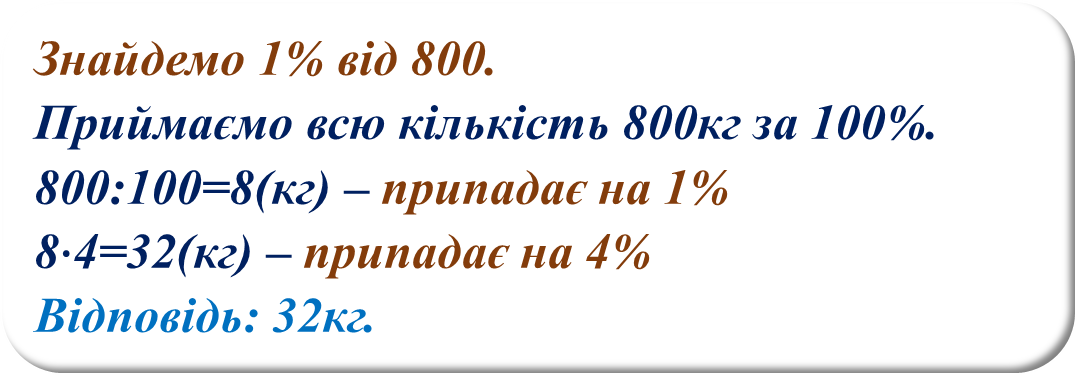 Знайдемо 1% від 800.
Приймаємо всю кількість 800кг за 100%.
800:100=8(кг) – припадає на 1%
8·4=32(кг) – припадає на 4%
Відповідь: 32кг.